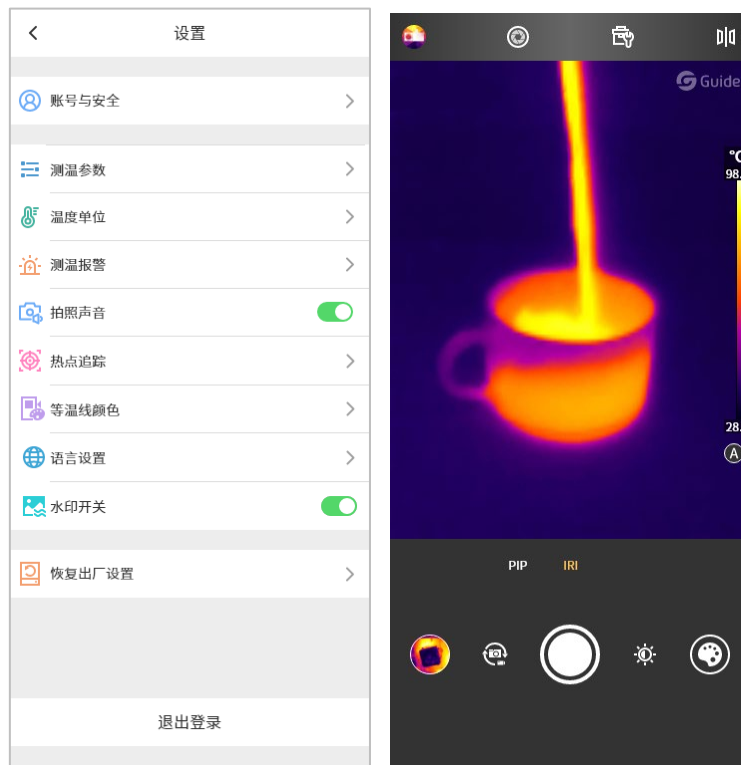 设置
账号与安全
测温参数
温度单位
测温报警
拍照声音
热点追踪
等温线颜色
语言设置
水印开关
恢复出厂设置
退出登录
Guide
°C
98.
28.
A
PIP IRI